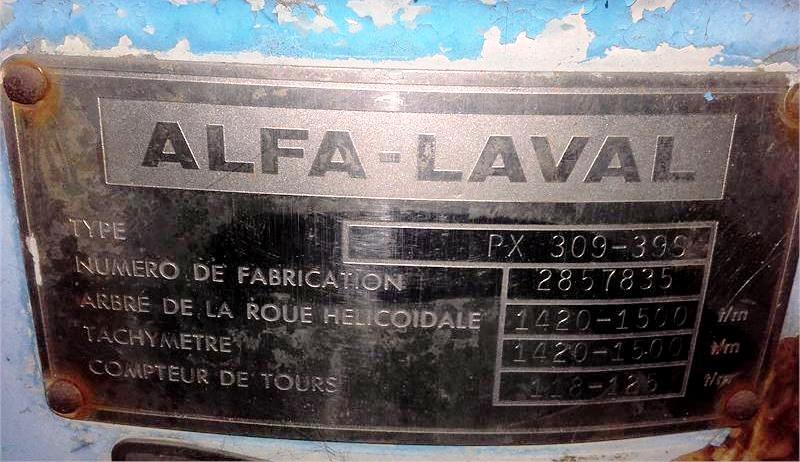 ALFA-LAVAL
TYPE PX 309-39S
NUMERO DE FABRICATION 2857835
ARBRE DE LA ROUE HELICOIDALE 1420-1500 t/m
TACHYMETRE 1420-1500 t/m
COMPTEUR DE TOURS 118-125 t/m